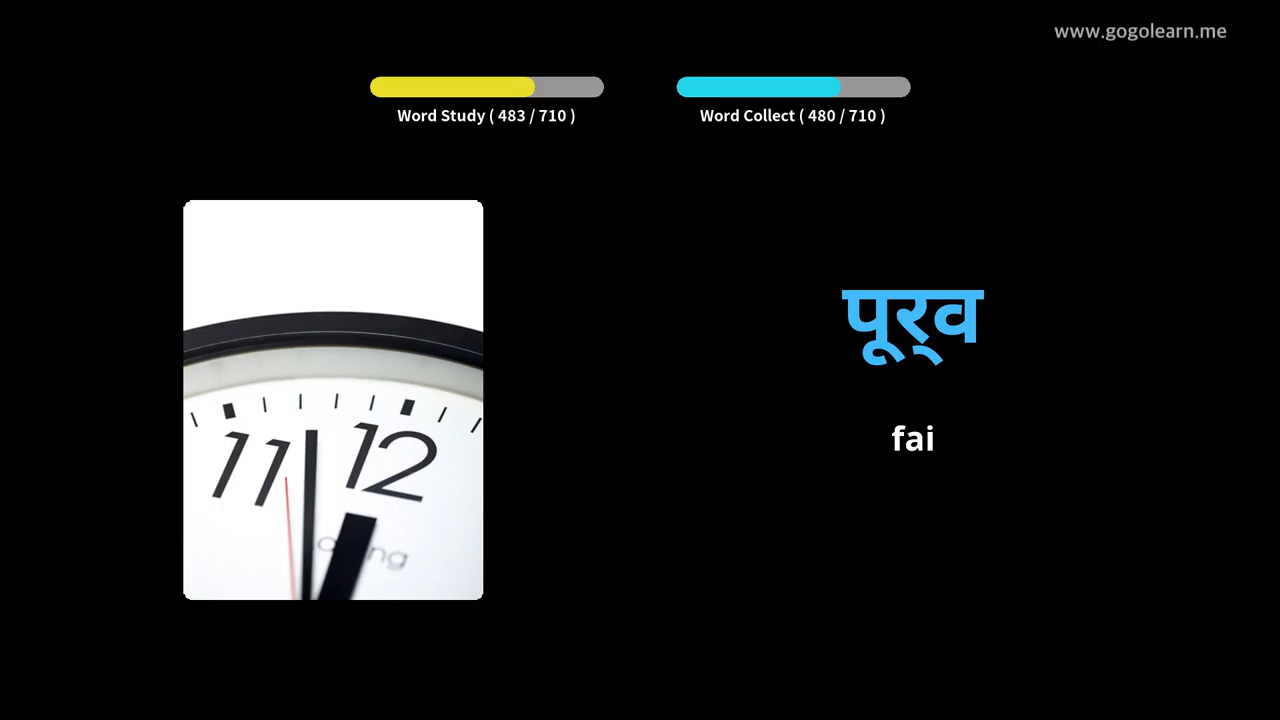 www.gogolearn.me
Word Study ( 483 / 710 )
Word Collect ( 480 / 710 )
11 12
पूर्‌व
fai